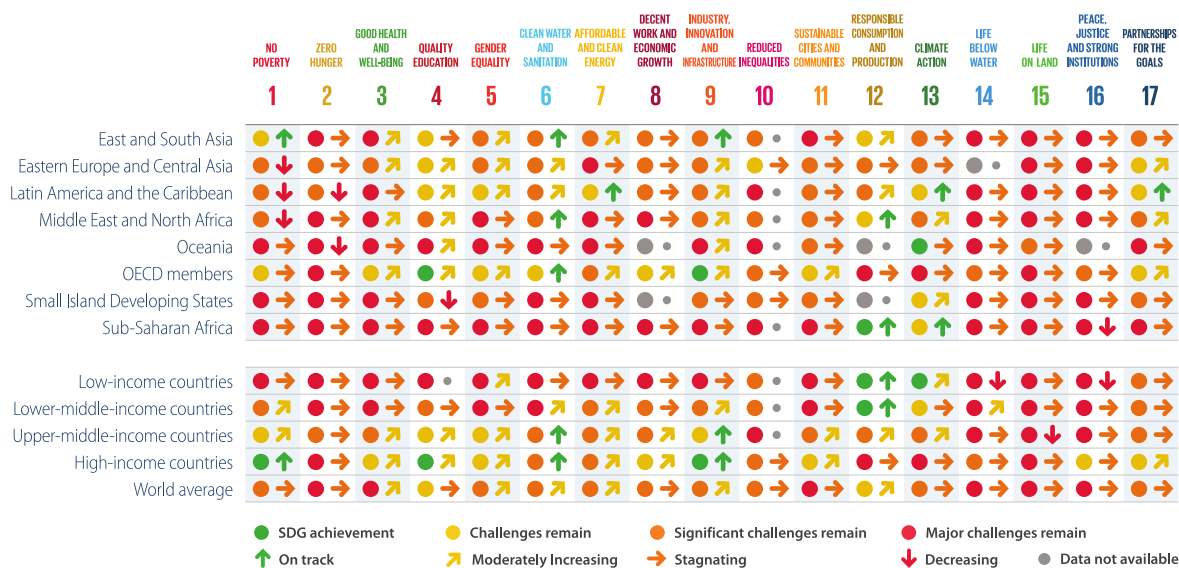 NO
POVERTY
ZERO
HUNGER
GOOD HEALTH
AND
WELL-BEING
QUALITY
EDUCATION
GENDER
EQUALITY
CLEAN WATER
AND
SANITATION
AFFORDABLE
AND CLEAN
ENERGY
DECENT
WORK AND
ECONOMIC
GROWTH
INDUSTRY,
INNOVATION
AND
INFRASTRUCTURE
REDUCED
INEQUALITIES
SUSTAINABLE
CITIES AND
COMMUNITIES
RESPONSIBLE
CONSUMPTION
AND
PRODUCTION
CLIMATE
ACTION
LIFE
BELOW
WATER
LIFE
ON LAND
PEACE,
JUSTICE
AND STRONG
INSTITUTIONS
PARTNERSHIPS
FOR THE
GOALS
1 2 3 4 5 6 7 8 9 10 11 12 13 14 15 16 17
East and South Asia
Eastern Europe and Central Asia
Latin America and the Caribbean
Middle East and North Africa
Oceania
OECD members
Small Island Developing States
Sub-Saharan Africa
Low-income countries
Lower-middle-income countries
Upper-middle-income countries
High-income countries
World average
SDG achievement Challenges remain Significant challenges remain Major challenges remain
On track Moderately Increasing Stagnating Decreasing Data not available